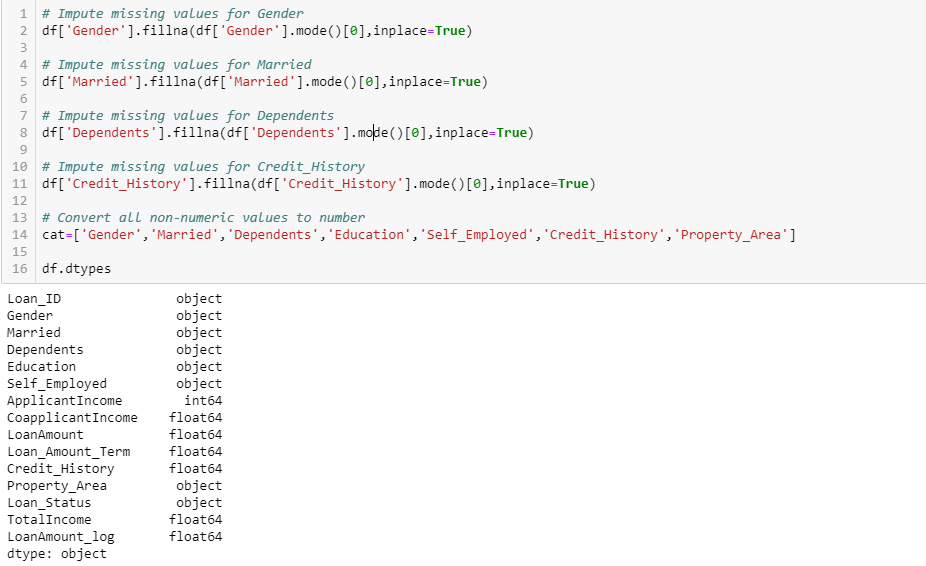 1 # Impute missing values for Gender
2 df['Gender'].fillna(df['Gender'].mode()[0],inplace=True)
3
4 # Impute missing values for Married
5 df['Married'].fillna(df['Married'].mode()[0],inplace=True)
6
7 # Impute missing values for Dependents
8 df['Dependents'].fillna(df['Dependents'].mode()[0],inplace=True)
9
10 # Impute missing values for Credit_History
11 df['Credit_History'].fillna(df['Credit_History'].mode()[0],inplace=True)
12
13 # Convert all non-numeric values to number
14 cat=['Gender','Married','Dependents','Education','Self_Employed','Credit_History','Property_Area']
15
16 df.dtypes
Loan_ID object
Gender object
Married object
Dependents object
Education object
Self_Employed object
ApplicantIncome int64
CoapplicantIncome float64
LoanAmount float64
Loan_Amount_Term float64
Credit_History float64
Property_Area object
Loan_Status object
TotalIncome float64
LoanAmount_log float64
dtype: object